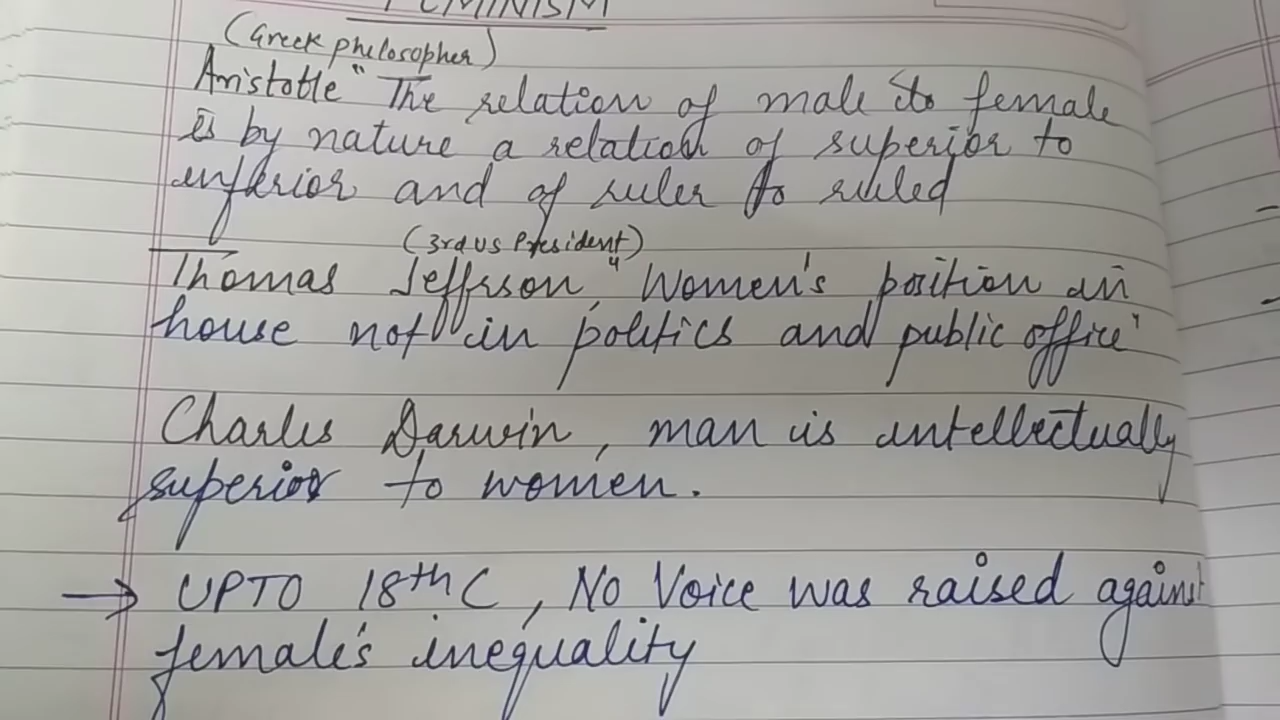 FEMINISM
(Greek philosopher)
Aristotle "The relation of male to female
is by nature a relation of superior to
inferior and of ruler to ruled
(3rd US President)
Thomas Jeffrson, "Women's position in
house not in politics and public office"
Charles Darwin, man is intellectually
superior to women.
→ UPTO 18th C, No Voice was raised against
female's inequality